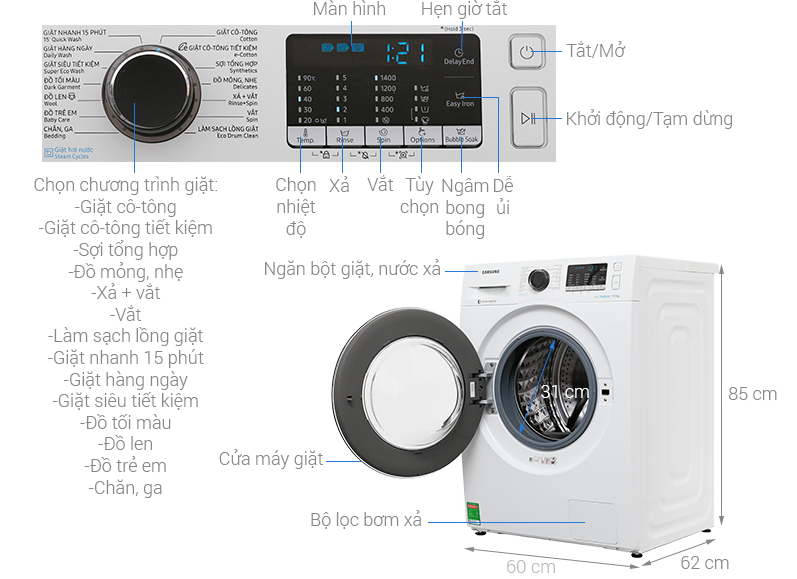 Màn hình
Hẹn giờ tắt
GIẶT NHANH 15 PHÚT
15' Quick Wash
GIẶT HÀNG NGÀY
Daily Wash
GIẶT SIÊU TIẾT KIỆM
Super Eco Wash
ĐỒ TỐI MÀU
Dark Garment
ĐỒ LEN
Wool
ĐỒ TRẺ EM
Baby Care
CHĂN, GA
Bedding
Giặt hơi nước
Steam Cycles
GIẶT CÔ-TÔNG
Cotton
GIẶT CÔ-TÔNG TIẾT KIỆM
e-Cotton
SỢI TỔNG HỢP
Synthetics
ĐỒ MỎNG, NHẸ
Delicates
XẢ + VẮT
Rinse+Spin
VẮT
Spin
LÀM SẠCH LỒNG GIẶT
Eco Drum Clean
*(Hold 3 sec)
1:21
Delay End
90℃ 5 1400
60 4 1200
40 3 800
30 2 400
20 1
Easy Iron
Temp. Rinse Spin Options Bubble Soak
Tắt/Mở
Khởi động/Tạm dừng
Chọn chương trình giặt:
-Giặt cô-tông
-Giặt cô-tông tiết kiệm
-Sợi tổng hợp
-Đồ mỏng, nhẹ
-Xả + vắt
-Vắt
-Làm sạch lồng giặt
-Giặt nhanh 15 phút
-Giặt hàng ngày
-Giặt siêu tiết kiệm
-Đồ tối màu
-Đồ len
-Đồ trẻ em
-Chăn, ga
Chọn
nhiệt
độ
Xả
Vắt
Tùy
chọn
Ngâm
bong
bóng
Dễ
ủi
Ngăn bột giặt, nước xả
SAMSUNG
31 cm
85 cm
Cửa máy giặt
Bộ lọc bơm xả
60 cm
62 cm